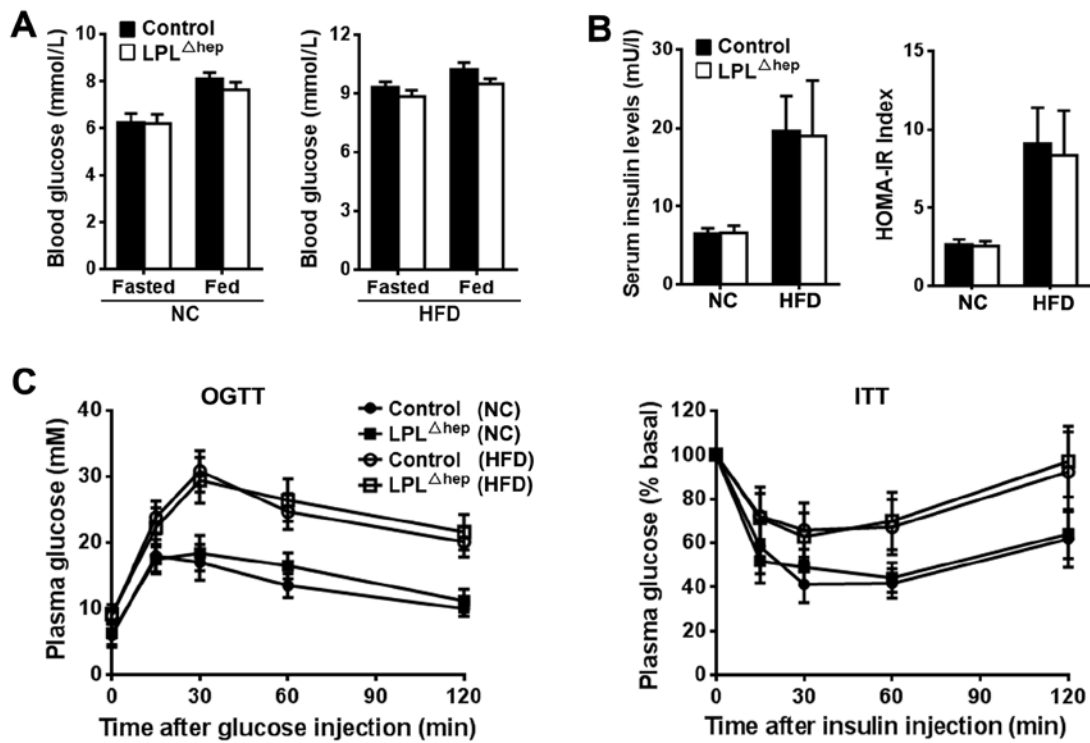 A
Control
LPL△hep
Blood glucose (mmol/L)
10
8
6
4
2
0
Fasted Fed
NC
Blood glucose (mmol/L)
12
9
6
3
0
Fasted Fed
HFD
B
Control
LPL△hep
Serum insulin levels (mU/l)
30
20
10
0
NC HFD
HOMA-IR Index
15
10
5
0
NC HFD
C
OGTT
Control (NC)
LPL△hep (NC)
Control (HFD)
LPL△hep (HFD)
Plasma glucose (mM)
40
30
20
10
0
0 30 60 90 120
Time after glucose injection (min)
ITT
Plasma glucose (% basal)
120
100
80
60
40
20
0
0 30 60 90 120
Time after insulin injection (min)